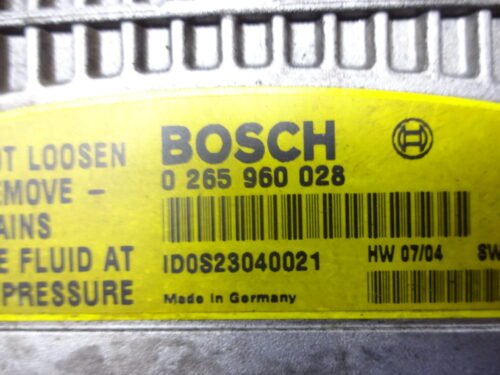 OT LOOSEN
EMOVE -
AINS
E FLUID AT
PRESSURE
BOSCH
0 265 960 028
ID0S23040021
HW 07/04 SW
Made in Germany